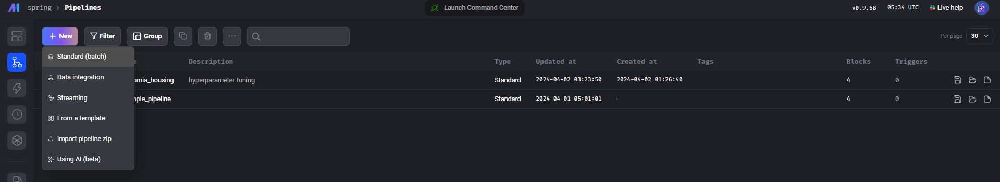 spring > Pipelines
Launch Command Center
v0.9.68
05:34 UTC
Live help
+ New
Filter
Group
Per page
30
Description
Type
Updated at
Created at
Tags
Blocks
Triggers
ornia_housing
hyperparameter tuning
Standard
2024-04-02 03:23:50
2024-04-02 01:26:40
4
0
mple_pipeline
Standard
2024-04-01 05:01:01
—
4
0
Standard (batch)
Data integration
Streaming
From a template
Import pipeline zip
Using AI (beta)